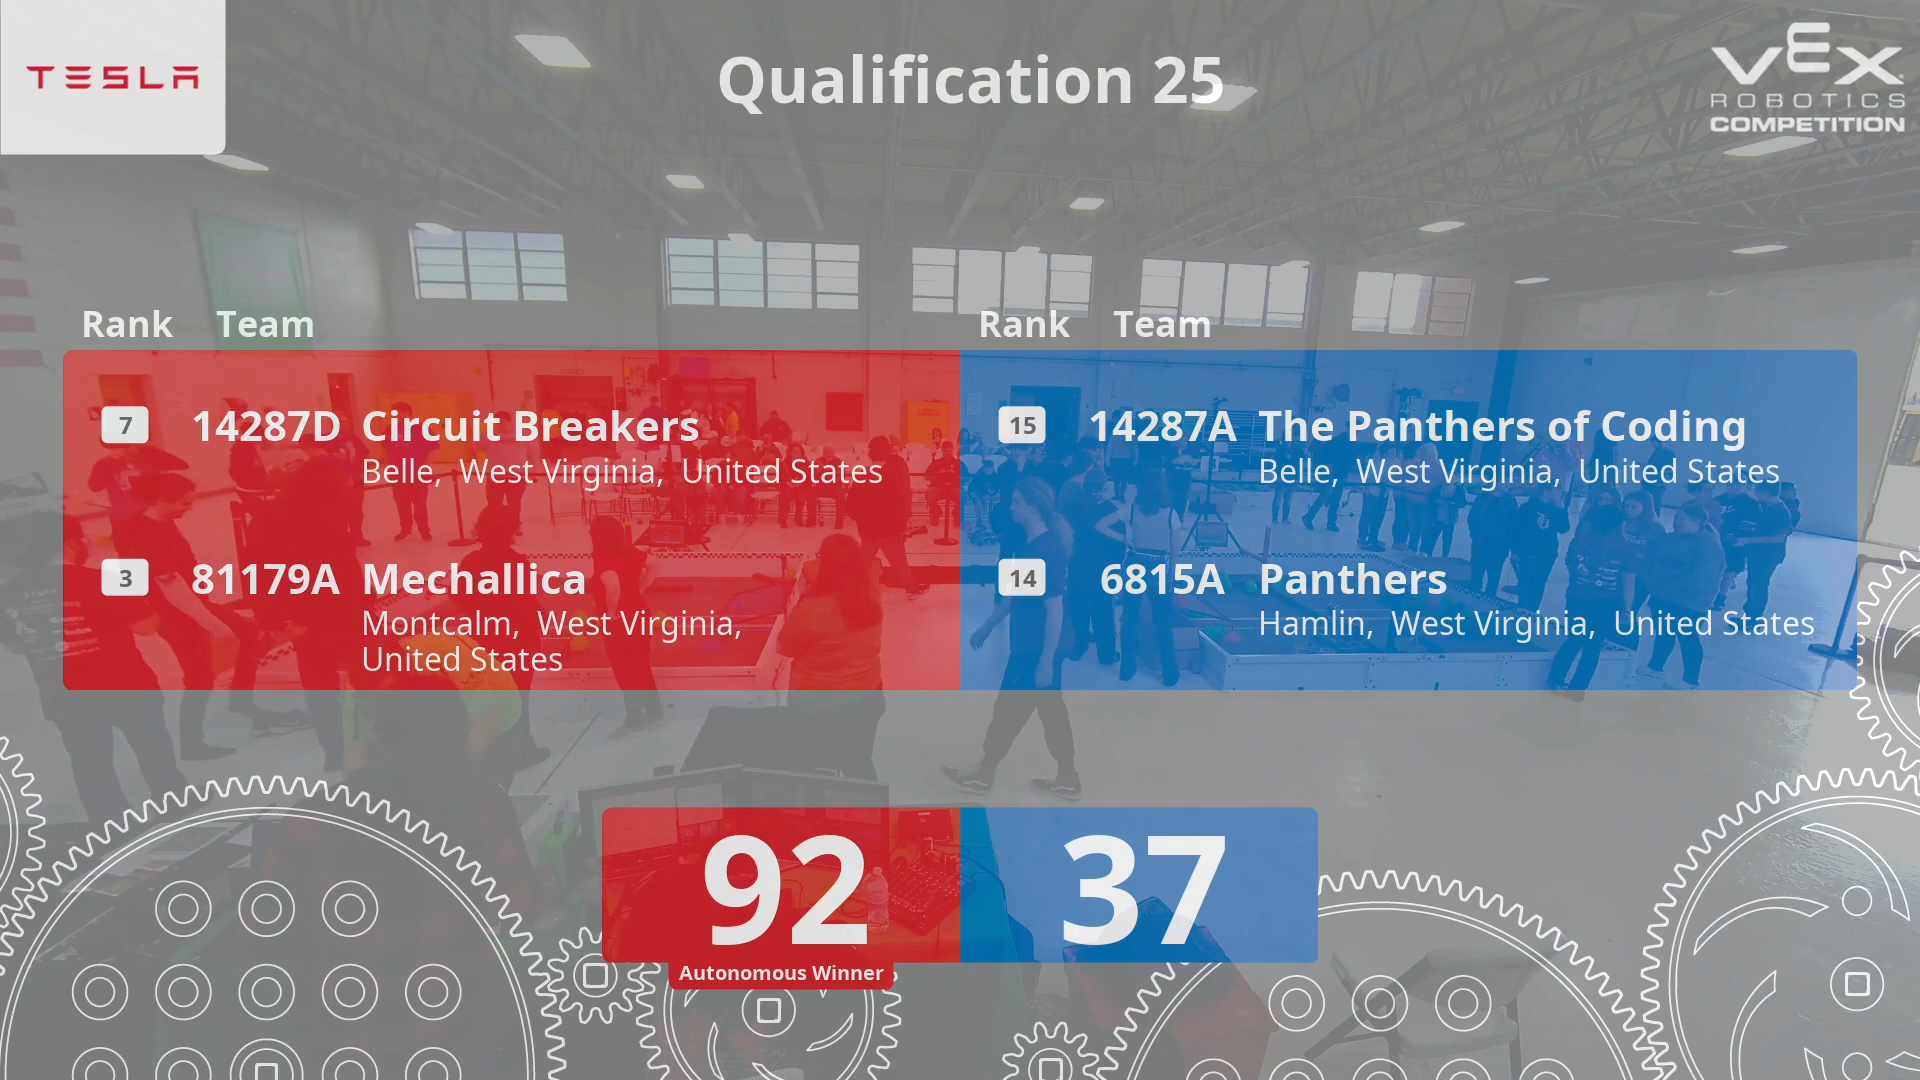 TESLA
Qualification 25
VEX
ROBOTICS
COMPETITION
Rank Team
7 14287D Circuit Breakers
Belle, West Virginia, United States
3 81179A Mechallica
Montcalm, West Virginia,
United States
Rank Team
15 14287A The Panthers of Coding
Belle, West Virginia, United States
14 6815A Panthers
Hamlin, West Virginia, United States
92 37
Autonomous Winner